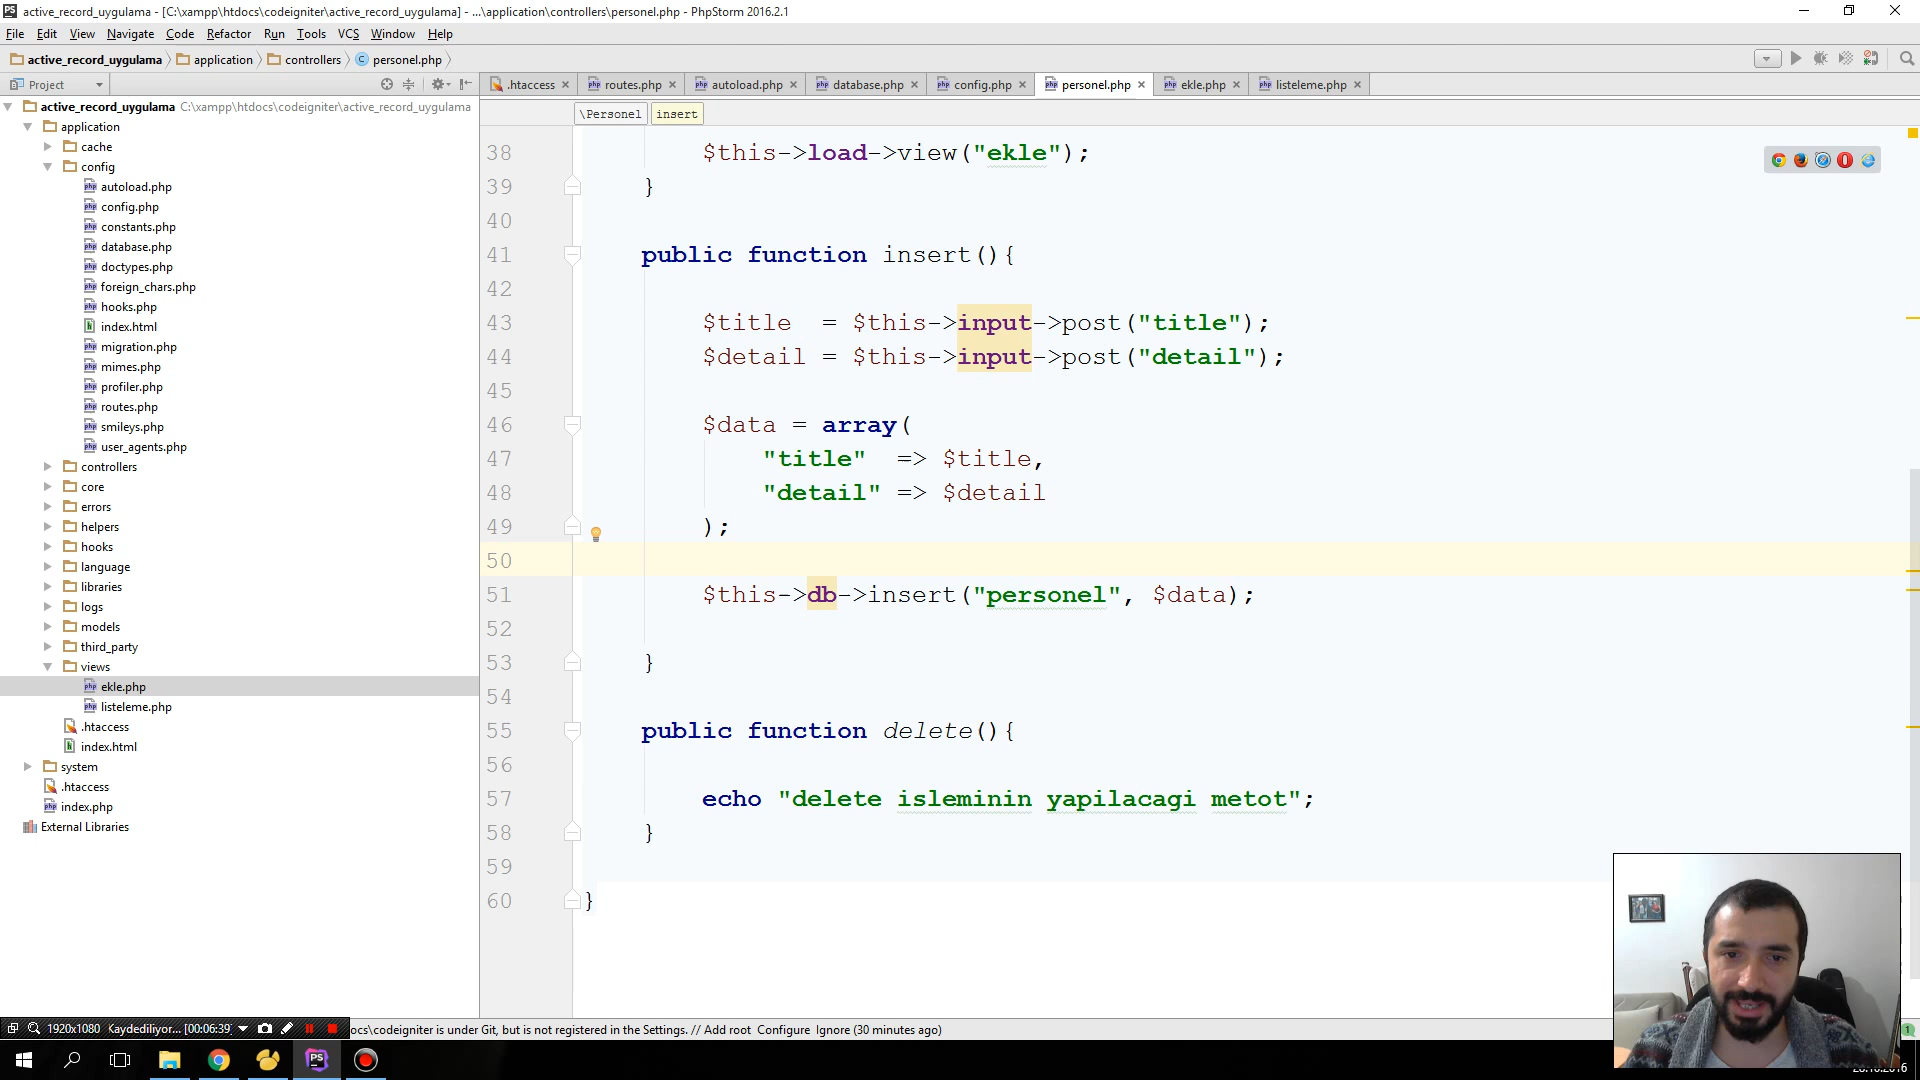 active_record_uygulama - [C:\xampp\htdocs\codeigniter\active_record_uygulama] - ...\application\controllers\personel.php - PhpStorm 2016.2.1
File Edit View Navigate Code Refactor Run Tools VCS Window Help
active_record_uygulama application controllers personel.php
Project
.htaccess routes.php autoload.php database.php config.php personel.php ekle.php listeleme.php
\Personel insert
active_record_uygulama C:\xampp\htdocs\codeigniter\active_record_uygulama
application
cache
config
autoload.php
config.php
constants.php
database.php
doctypes.php
foreign_chars.php
hooks.php
index.html
migration.php
mimes.php
profiler.php
routes.php
smileys.php
user_agents.php
controllers
core
errors
helpers
hooks
language
libraries
logs
models
third_party
views
ekle.php
listeleme.php
.htaccess
index.html
system
.htaccess
index.php
External Libraries
38 $this->load->view("ekle");
39 }
40
41 public function insert(){
42
43 $title = $this->input->post("title");
44 $detail = $this->input->post("detail");
45
46 $data = array(
47 "title" => $title,
48 "detail" => $detail
49 );
50
51 $this->db->insert("personel", $data);
52
53 }
54
55 public function delete(){
56
57 echo "delete isleminin yapilacagi metot";
58 }
59
60 }
1920x1080 Kaydediliyor... [00:06:39]
ocs\codeigniter is under Git, but is not registered in the Settings. // Add root Configure Ignore (30 minutes ago)